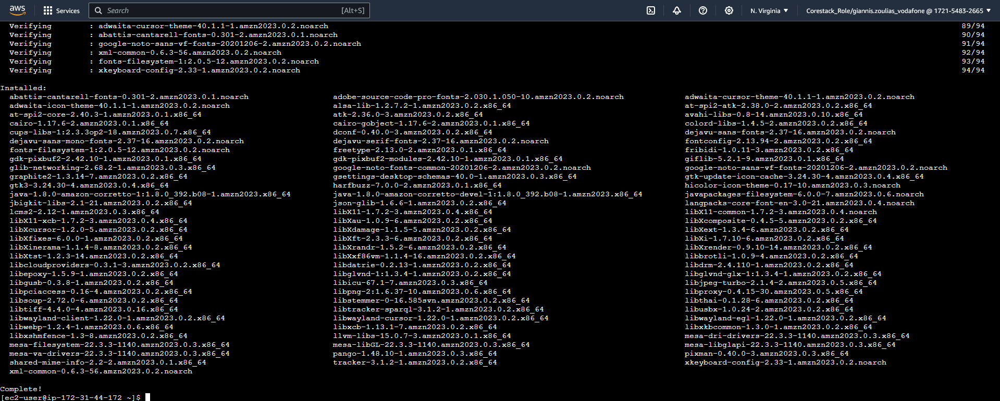 aws Services Search [Alt+S] N. Virginia Corestack_Role/giannis.zoulias_vodafone @ 1721-5483-2665
Verifying : adwaita-cursor-theme-40.1.1-1.amzn2023.0.2.noarch 89/94
Verifying : abattis-cantarell-fonts-0.301-2.amzn2023.0.1.noarch 90/94
Verifying : google-noto-sans-vf-fonts-20201206-2.amzn2023.0.2.noarch 91/94
Verifying : xml-common-0.6.3-56.amzn2023.0.2.noarch 92/94
Verifying : fonts-filesystem-1:2.0.5-12.amzn2023.0.2.noarch 93/94
Verifying : xkeyboard-config-2.33-1.amzn2023.0.2.noarch 94/94
Installed:
abattis-cantarell-fonts-0.301-2.amzn2023.0.1.noarch adobe-source-code-pro-fonts-2.030.1.050-10.amzn2023.0.2.noarch adwaita-cursor-theme-40.1.1-1.amzn2023.0.2.noarch
adwaita-icon-theme-40.1.1-1.amzn2023.0.2.noarch alsa-lib-1.2.7.2-1.amzn2023.0.2.x86_64 at-spi2-atk-2.38.0-2.amzn2023.0.2.x86_64
at-spi2-core-2.40.3-1.amzn2023.0.1.x86_64 atk-2.36.0-3.amzn2023.0.2.x86_64 avahi-libs-0.8-14.amzn2023.0.10.x86_64
cairo-1.17.6-2.amzn2023.0.1.x86_64 cairo-gobject-1.17.6-2.amzn2023.0.1.x86_64 colord-libs-1.4.5-2.amzn2023.0.2.x86_64
cups-libs-1:2.3.3op2-18.amzn2023.0.7.x86_64 dconf-0.40.0-3.amzn2023.0.2.x86_64 dejavu-sans-fonts-2.37-16.amzn2023.0.2.noarch
dejavu-sans-mono-fonts-2.37-16.amzn2023.0.2.noarch dejavu-serif-fonts-2.37-16.amzn2023.0.2.noarch fontconfig-2.13.94-2.amzn2023.0.2.x86_64
fonts-filesystem-1:2.0.5-12.amzn2023.0.2.noarch freetype-2.13.0-2.amzn2023.0.1.x86_64 fribidi-1.0.11-3.amzn2023.0.2.x86_64
gdk-pixbuf2-2.42.10-1.amzn2023.0.1.x86_64 gdk-pixbuf2-modules-2.42.10-1.amzn2023.0.1.x86_64 giflib-5.2.1-9.amzn2023.0.1.x86_64
glib-networking-2.68.2-1.amzn2023.0.3.x86_64 google-noto-fonts-common-20201206-2.amzn2023.0.2.noarch google-noto-sans-vf-fonts-20201206-2.amzn2023.0.2.noarch
graphite2-1.3.14-7.amzn2023.0.2.x86_64 gsettings-desktop-schemas-40.0-1.amzn2023.0.3.x86_64 gtk-update-icon-cache-3.24.30-4.amzn2023.0.4.x86_64
gtk3-3.24.30-4.amzn2023.0.4.x86_64 harfbuzz-7.0.0-2.amzn2023.0.1.x86_64 hicolor-icon-theme-0.17-10.amzn2023.0.3.noarch
java-1.8.0-amazon-corretto-1:1.8.0_392.b08-1.amzn2023.x86_64 java-1.8.0-amazon-corretto-devel-1:1.8.0_392.b08-1.amzn2023.x86_64 javapackages-filesystem-6.0.0-7.amzn2023.0.6.noarch
jbigkit-libs-2.1-21.amzn2023.0.2.x86_64 json-glib-1.6.6-1.amzn2023.0.2.x86_64 langpacks-core-font-en-3.0-21.amzn2023.0.4.noarch
lcms2-2.12-1.amzn2023.0.3.x86_64 libX11-1.7.2-3.amzn2023.0.4.x86_64 libX11-common-1.7.2-3.amzn2023.0.4.noarch
libX11-xcb-1.7.2-3.amzn2023.0.4.x86_64 libXau-1.0.9-6.amzn2023.0.2.x86_64 libXcomposite-0.4.5-5.amzn2023.0.2.x86_64
libXcursor-1.2.0-5.amzn2023.0.2.x86_64 libXdamage-1.1.5-5.amzn2023.0.2.x86_64 libXext-1.3.4-6.amzn2023.0.2.x86_64
libXfixes-6.0.0-1.amzn2023.0.2.x86_64 libXft-2.3.3-6.amzn2023.0.2.x86_64 libXi-1.7.10-6.amzn2023.0.2.x86_64
libXinerama-1.1.4-8.amzn2023.0.2.x86_64 libXrandr-1.5.2-6.amzn2023.0.2.x86_64 libXrender-0.9.10-14.amzn2023.0.2.x86_64
libXtst-1.2.3-14.amzn2023.0.2.x86_64 libXxf86vm-1.1.4-16.amzn2023.0.2.x86_64 libbrotli-1.0.9-4.amzn2023.0.2.x86_64
libcloudproviders-0.3.1-3.amzn2023.0.2.x86_64 libdatrie-0.2.13-1.amzn2023.0.2.x86_64 libdrm-2.4.110-1.amzn2023.0.2.x86_64
libepoxy-1.5.9-1.amzn2023.0.2.x86_64 libglvnd-1:1.3.4-1.amzn2023.0.2.x86_64 libglvnd-glx-1:1.3.4-1.amzn2023.0.2.x86_64
libgusb-0.3.8-1.amzn2023.0.2.x86_64 libicu-67.1-7.amzn2023.0.3.x86_64 libjpeg-turbo-2.1.4-2.amzn2023.0.5.x86_64
libpciaccess-0.16-4.amzn2023.0.2.x86_64 libpng-2:1.6.37-10.amzn2023.0.6.x86_64 libproxy-0.4.15-30.amzn2023.0.5.x86_64
libsoup-2.72.0-6.amzn2023.0.2.x86_64 libstemmer-0-16.585svn.amzn2023.0.2.x86_64 libthai-0.1.28-6.amzn2023.0.2.x86_64
libtiff-4.4.0-4.amzn2023.0.16.x86_64 libtracker-sparql-3.1.2-1.amzn2023.0.2.x86_64 libusbx-1.0.24-2.amzn2023.0.2.x86_64
libwayland-client-1.22.0-1.amzn2023.0.2.x86_64 libwayland-cursor-1.22.0-1.amzn2023.0.2.x86_64 libwayland-egl-1.22.0-1.amzn2023.0.2.x86_64
libwebp-1.2.4-1.amzn2023.0.6.x86_64 libxcb-1.13.1-7.amzn2023.0.2.x86_64 libxkbcommon-1.3.0-1.amzn2023.0.2.x86_64
libxshmfence-1.3-8.amzn2023.0.2.x86_64 llvm-libs-15.0.7-3.amzn2023.0.1.x86_64 mesa-dri-drivers-22.3.3-1140.amzn2023.0.3.x86_64
mesa-filesystem-22.3.3-1140.amzn2023.0.3.x86_64 mesa-libGL-22.3.3-1140.amzn2023.0.3.x86_64 mesa-libglapi-22.3.3-1140.amzn2023.0.3.x86_64
mesa-va-drivers-22.3.3-1140.amzn2023.0.3.x86_64 pango-1.48.10-1.amzn2023.0.3.x86_64 pixman-0.40.0-3.amzn2023.0.3.x86_64
shared-mime-info-2.2-2.amzn2023.0.1.x86_64 tracker-3.1.2-1.amzn2023.0.2.x86_64 xkeyboard-config-2.33-1.amzn2023.0.2.noarch
xml-common-0.6.3-56.amzn2023.0.2.noarch
Complete!
[ec2-user@ip-172-31-44-172 ~]$